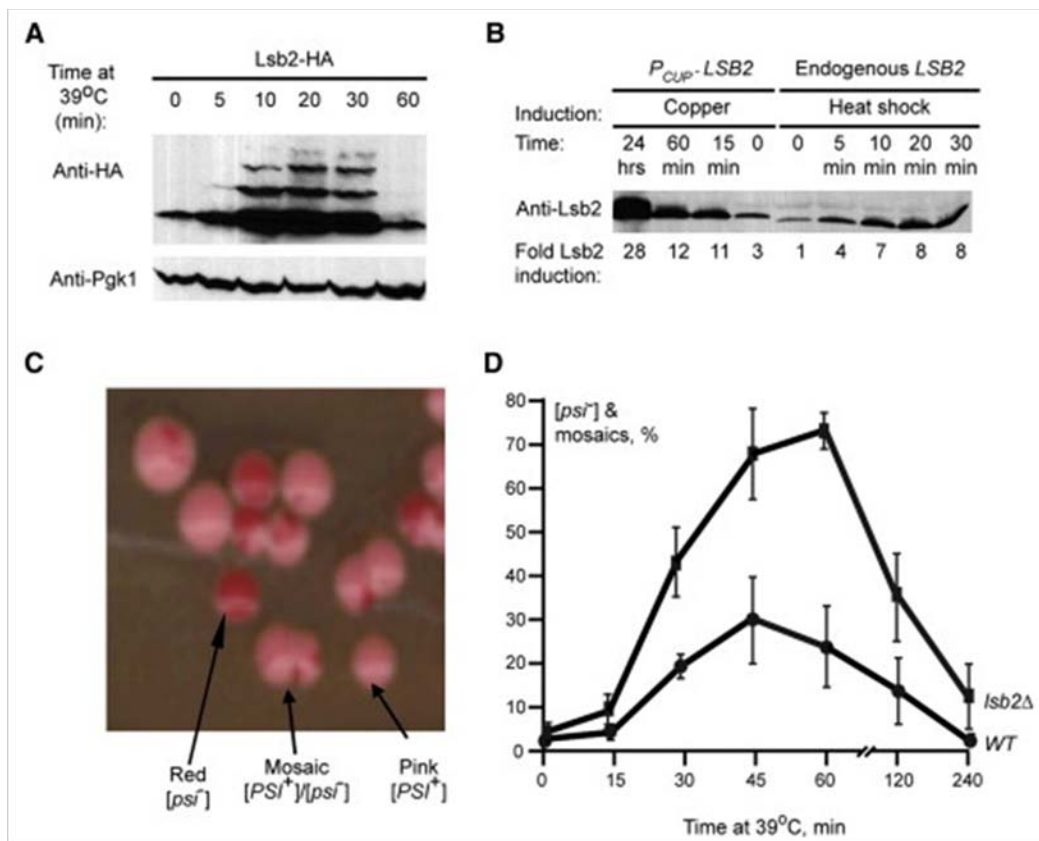 A
Lsb2-HA
Time at
39°C
(min):
0 5 10 20 30 60
Anti-HA
Anti-Pgk1
B
P_CUP-LSB2 Endogenous LSB2
Induction: Copper Heat shock
Time: 24 60 15 0 0 5 10 20 30
hrs min min min min min min
Anti-Lsb2
Fold Lsb2 28 12 11 3 1 4 7 8 8
induction:
C
Red Mosaic Pink
[psi⁻] [PSI⁺]/[psi⁻] [PSI⁺]
D
[psi⁻] &
mosaics, %
80
70
60
50
40
30
20
10
0
lsb2Δ
WT
0 15 30 45 60 120 240
Time at 39°C, min